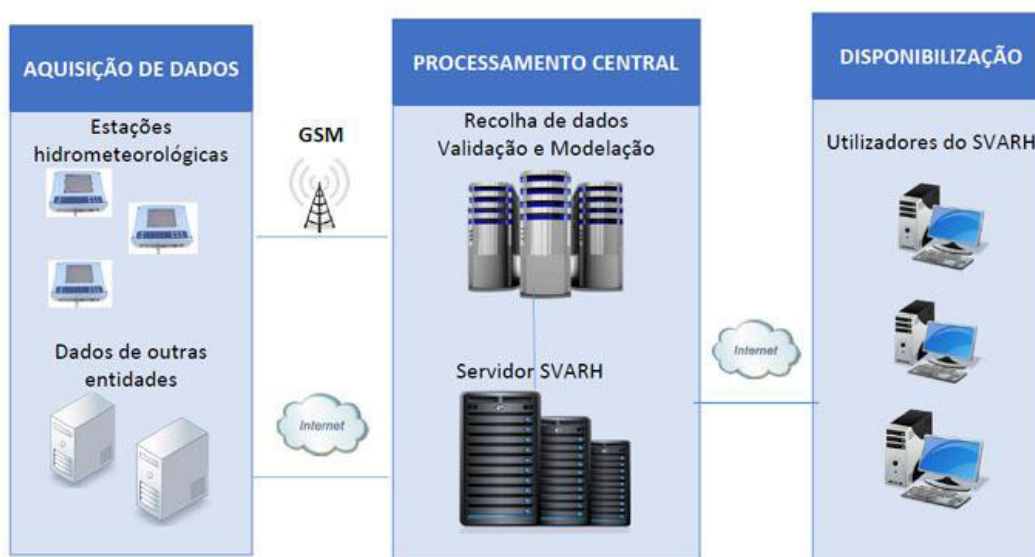 AQUISIÇÃO DE DADOS
Estações
hidrometeorológicas
Dados de outras
entidades
GSM
Internet
PROCESSAMENTO CENTRAL
Recolha de dados
Validação e Modelação
Servidor SVARH
Internet
DISPONIBILIZAÇÃO
Utilizadores do SVARH